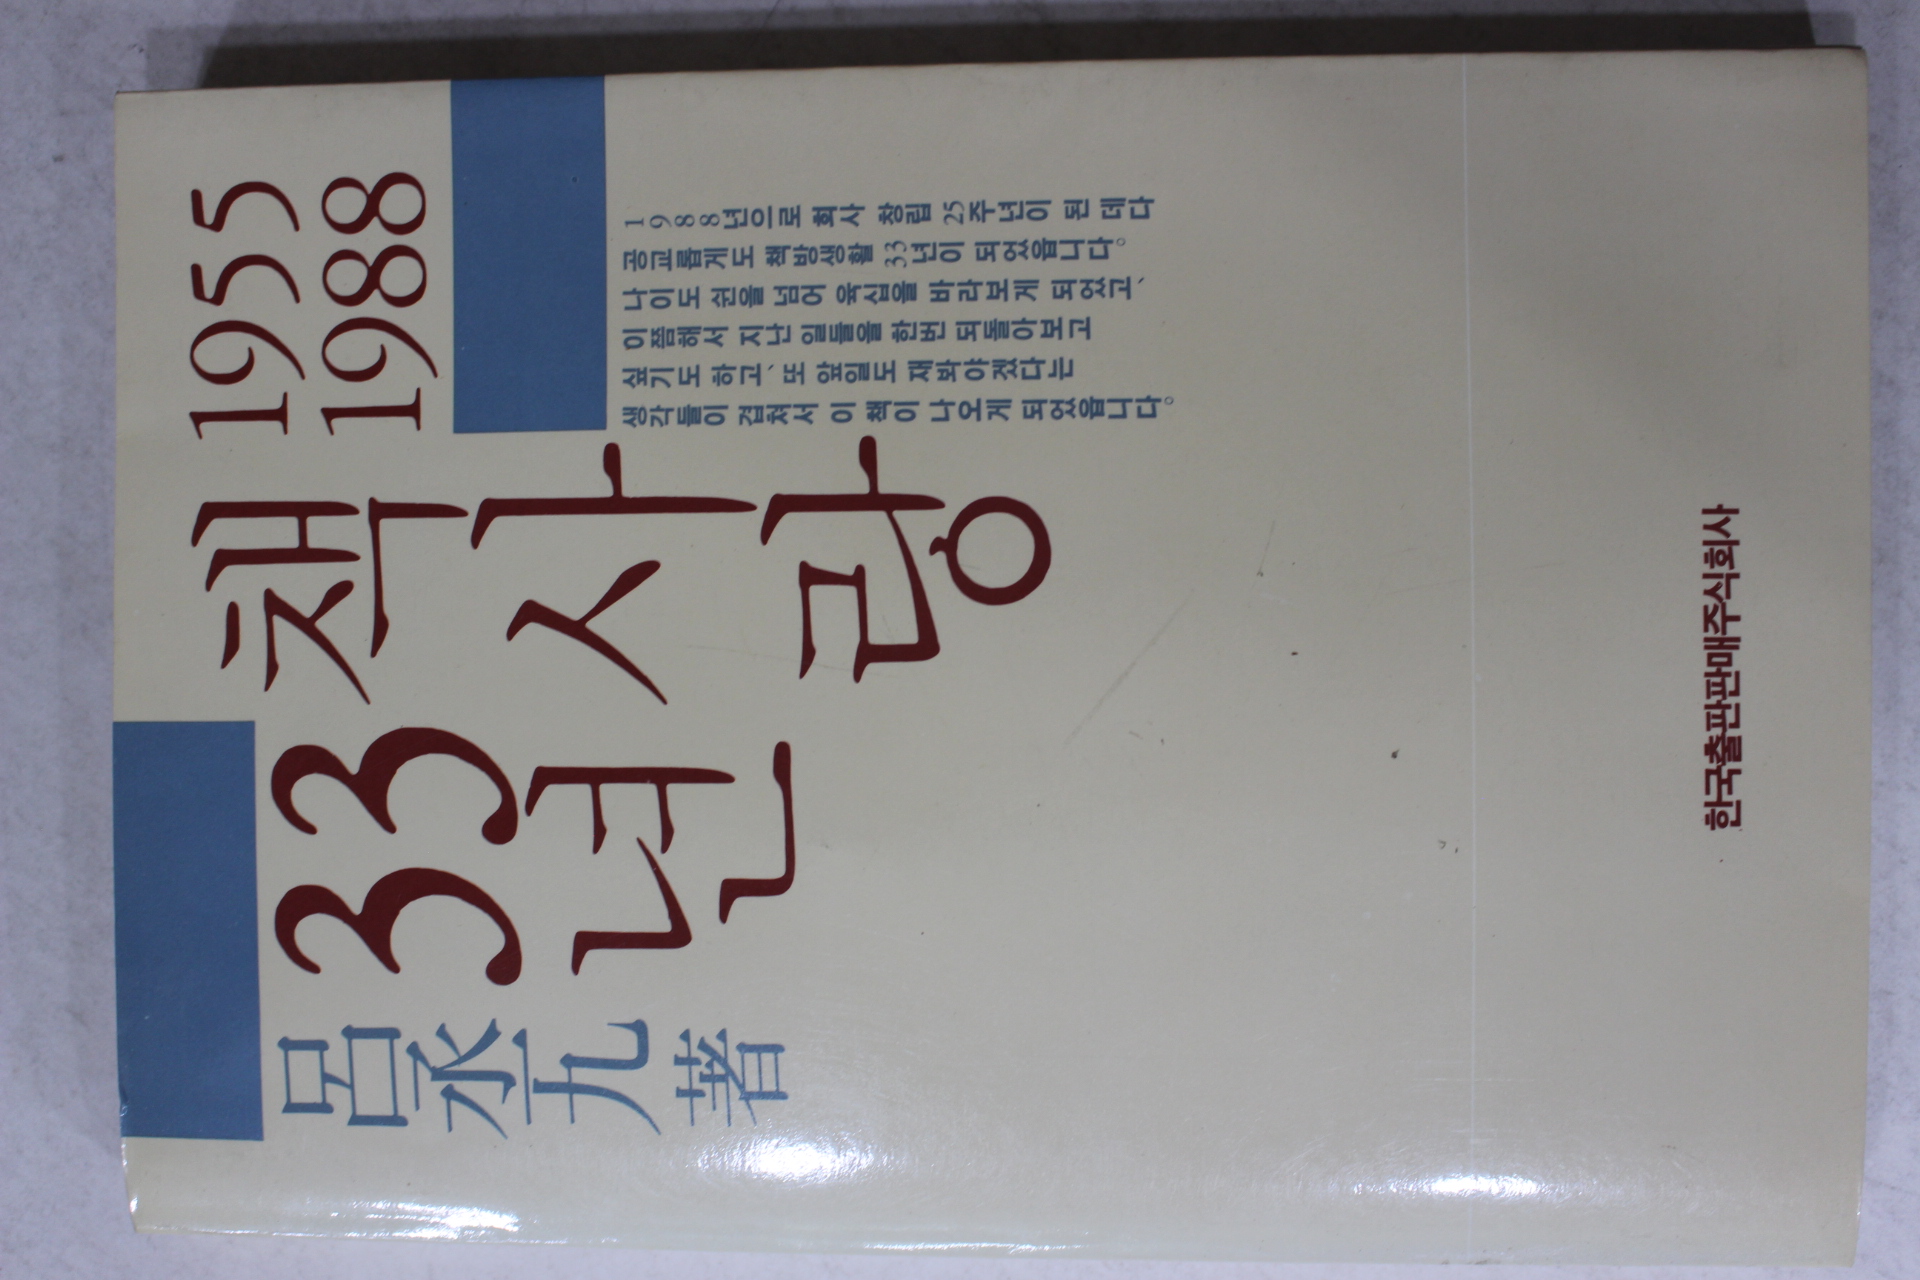 1955
1988
1988년으로 회사 창립 25주년이 된 데다
공교롭게도 책방생활 33년이 되었읍니다。
나이도 쉰을 넘어 육십을 바라보게 되었고、
이쯤해서 지난 일들을 한번 되돌아보고
싶기도 하고、또 앞일도 재봐야겠다는
생각들이 겹쳐서 이 책이 나오게 되었읍니다。
책사랑
33년
呂丞九 著
한국출판판매주식회사